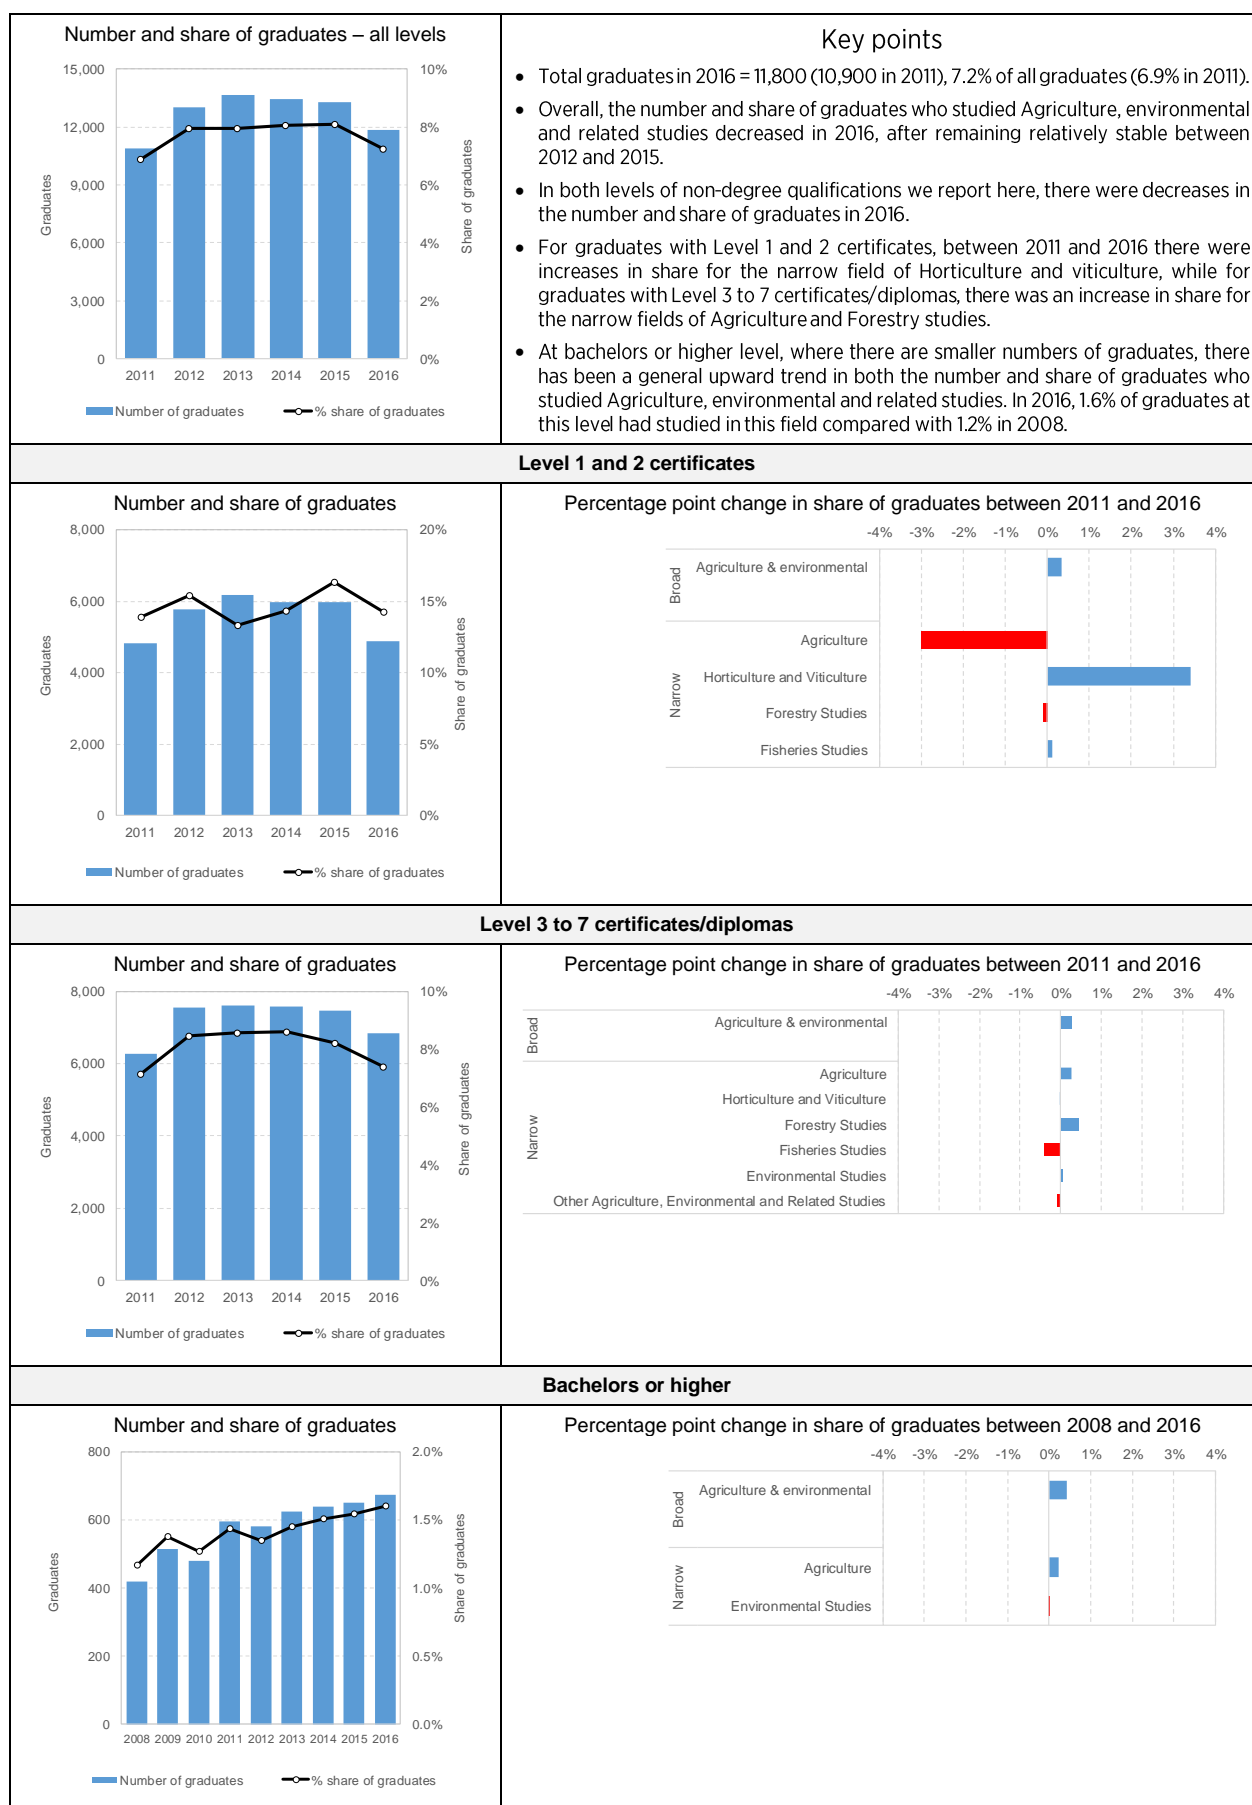 Number and share of graduates – all levels
15,000
12,000
9,000
6,000
3,000
0
10%
8%
6%
4%
2%
0%
Graduates
Share of graduates
2011 2012 2013 2014 2015 2016
Number of graduates % share of graduates
Key points
• Total graduates in 2016 = 11,800 (10,900 in 2011), 7.2% of all graduates (6.9% in 2011).
• Overall, the number and share of graduates who studied Agriculture, environmental
and related studies decreased in 2016, after remaining relatively stable between
2012 and 2015.
• In both levels of non-degree qualifications we report here, there were decreases in
the number and share of graduates in 2016.
• For graduates with Level 1 and 2 certificates, between 2011 and 2016 there were
increases in share for the narrow field of Horticulture and viticulture, while for
graduates with Level 3 to 7 certificates/diplomas, there was an increase in share for
the narrow fields of Agriculture and Forestry studies.
• At bachelors or higher level, where there are smaller numbers of graduates, there
has been a general upward trend in both the number and share of graduates who
studied Agriculture, environmental and related studies. In 2016, 1.6% of graduates at
this level had studied in this field compared with 1.2% in 2008.
Level 1 and 2 certificates
Number and share of graduates
8,000
6,000
4,000
2,000
0
20%
15%
10%
5%
0%
Graduates
Share of graduates
2011 2012 2013 2014 2015 2016
Number of graduates % share of graduates
Percentage point change in share of graduates between 2011 and 2016
-4% -3% -2% -1% 0% 1% 2% 3% 4%
Broad
Agriculture & environmental
Narrow
Agriculture
Horticulture and Viticulture
Forestry Studies
Fisheries Studies
Level 3 to 7 certificates/diplomas
Number and share of graduates
8,000
6,000
4,000
2,000
0
10%
8%
6%
4%
2%
0%
Graduates
Share of graduates
2011 2012 2013 2014 2015 2016
Number of graduates % share of graduates
Percentage point change in share of graduates between 2011 and 2016
-4% -3% -2% -1% 0% 1% 2% 3% 4%
Broad
Agriculture & environmental
Narrow
Agriculture
Horticulture and Viticulture
Forestry Studies
Fisheries Studies
Environmental Studies
Other Agriculture, Environmental and Related Studies
Bachelors or higher
Number and share of graduates
800
600
400
200
0
2.0%
1.5%
1.0%
0.5%
0.0%
Graduates
Share of graduates
2008 2009 2010 2011 2012 2013 2014 2015 2016
Number of graduates % share of graduates
Percentage point change in share of graduates between 2008 and 2016
-4% -3% -2% -1% 0% 1% 2% 3% 4%
Broad
Agriculture & environmental
Narrow
Agriculture
Environmental Studies